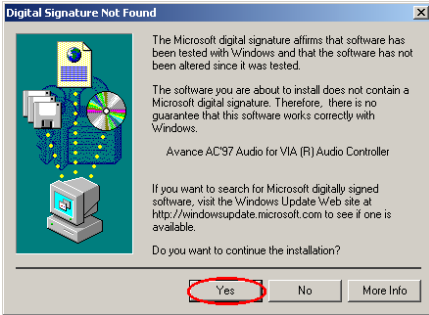 Digital Signature Not Found
The Microsoft digital signature affirms that software has
been tested with Windows and that the software has not
been altered since it was tested.
The software you are about to install does not contain a
Microsoft digital signature. Therefore, there is no
guarantee that this software works correctly with
Windows.
Avance AC'97 Audio for VIA (R) Audio Controller
If you want to search for Microsoft digitally signed
software, visit the Windows Update Web site at
http://windowsupdate.microsoft.com to see if one is
available.
Do you want to continue the installation?
Yes No More Info